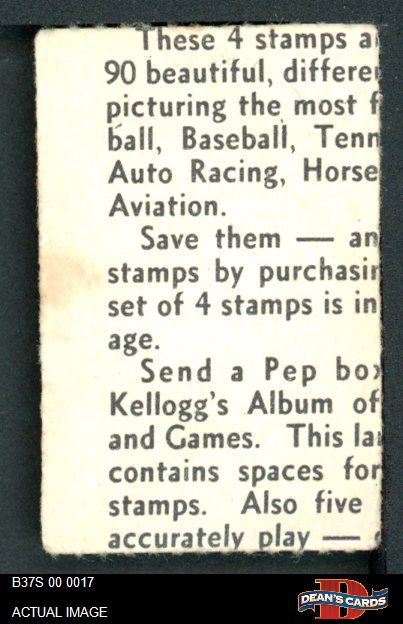 These 4 stamps a
90 beautiful, differe
picturing the most f
ball, Baseball, Tenn
Auto Racing, Horse
Aviation.
Save them — an
stamps by purchasin
set of 4 stamps is in
age.
Send a Pep box
Kellogg's Album of
and Games. This la
contains spaces for
stamps. Also five
accurately play —
B37S 00 0017
ACTUAL IMAGE
D
DEAN'S CARDS